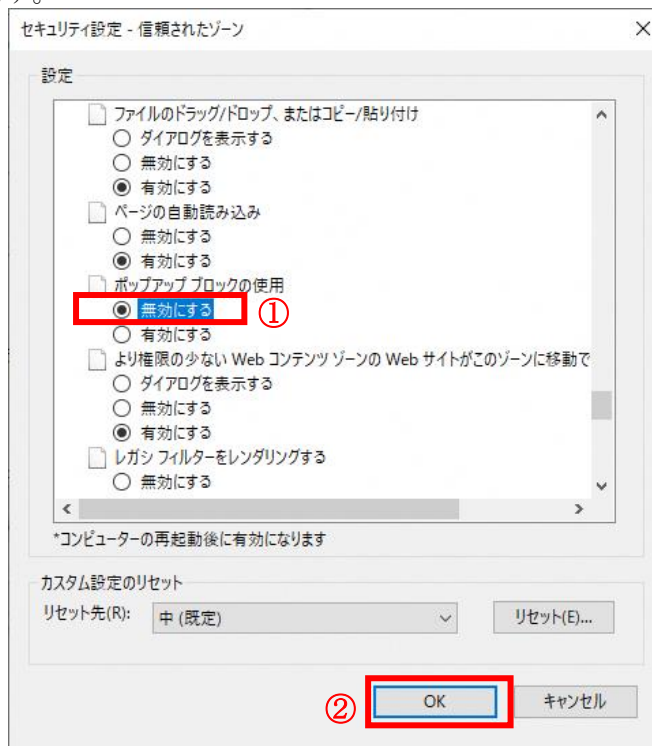 す。
セキュリティ設定 - 信頼されたゾーン
設定
ファイルのドラッグ/ドロップ、またはコピー/貼り付け
ダイアログを表示する
無効にする
有効にする
ページの自動読み込み
無効にする
有効にする
ポップアップ ブロックの使用
無効にする ①
有効にする
より権限の少ない Web コンテンツ ゾーンの Web サイトがこのゾーンに移動で
ダイアログを表示する
無効にする
有効にする
レガシ フィルターをレンダリングする
無効にする
*コンピューターの再起動後に有効になります
カスタム設定のリセット
リセット先(R): 中 (既定) リセット(E)...
② OK キャンセル